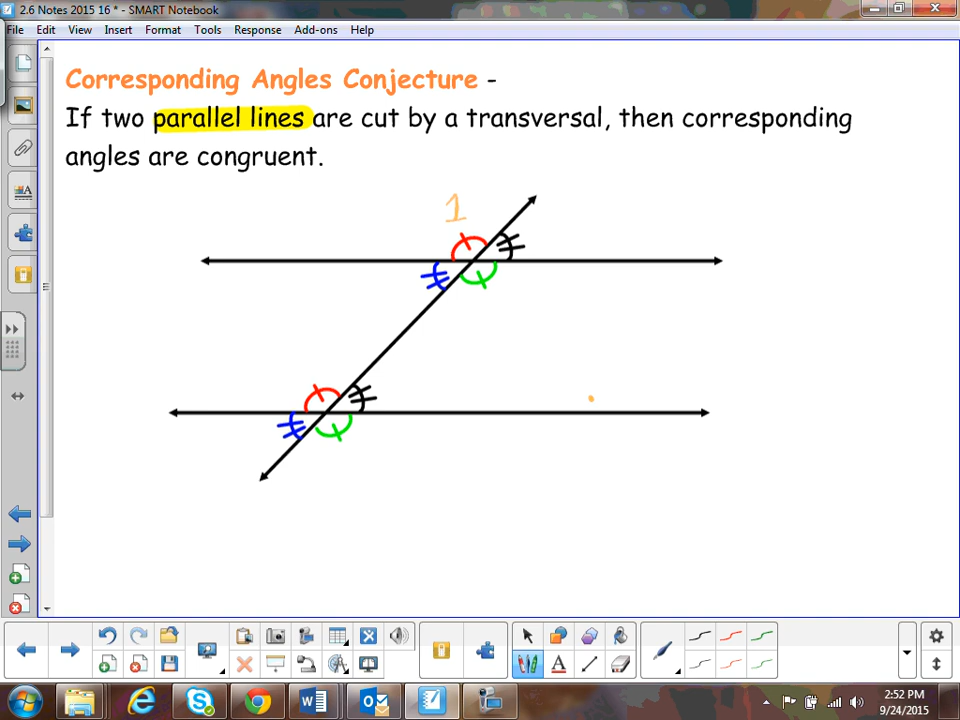 2.6 Notes 2015 16 * - SMART Notebook
File Edit View Insert Format Tools Response Add-ons Help
Corresponding Angles Conjecture -
If two parallel lines are cut by a transversal, then corresponding
angles are congruent.
1
2:52 PM
9/24/2015